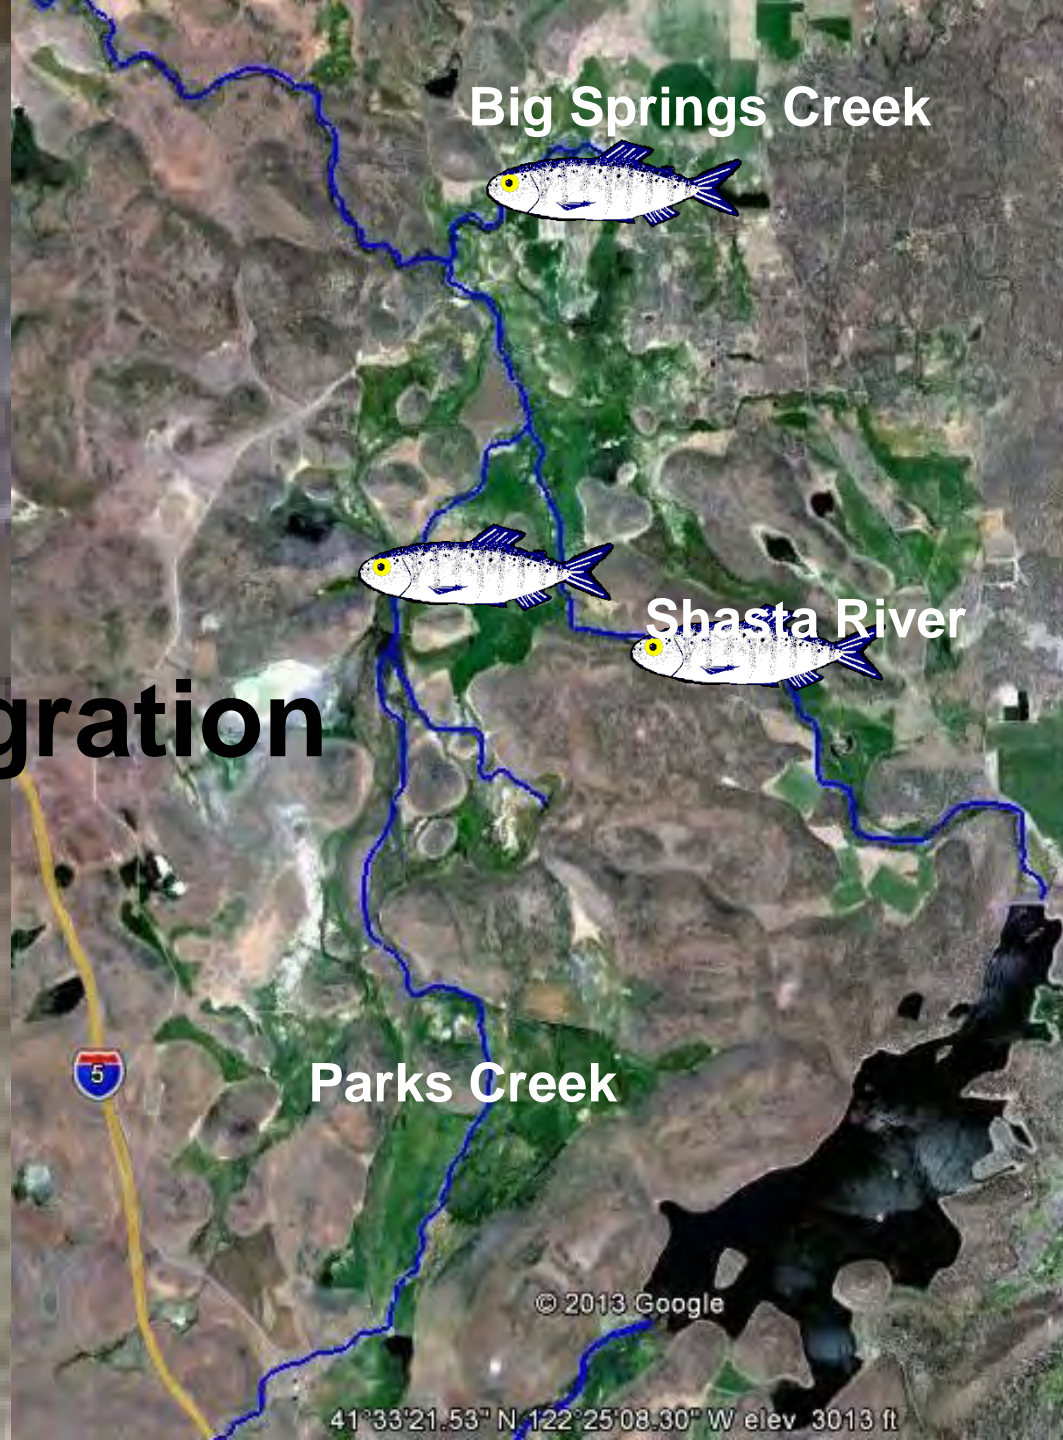 Big Springs Creek
Shasta River
gration
5
Parks Creek
© 2013 Google
41°33'21.53" N 122°25'08.30" W elev 3013 ft